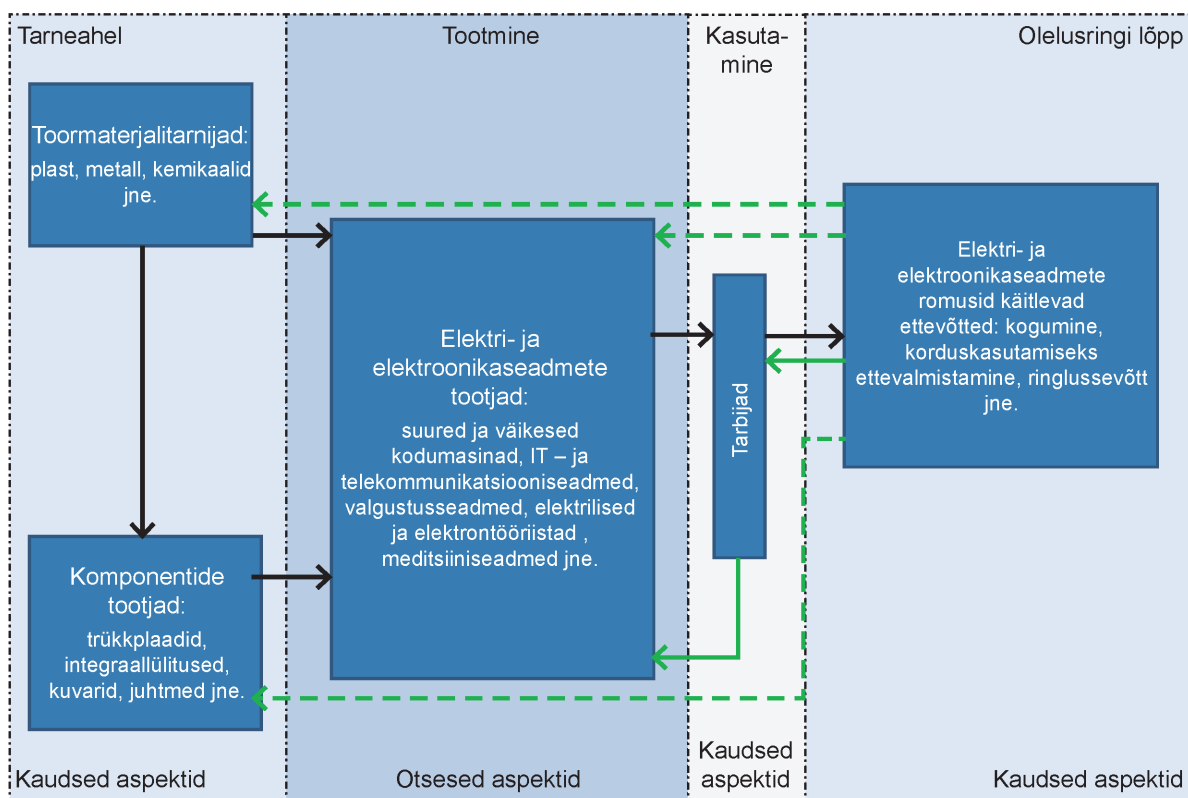 Tarneahel
Tootmine
Kasuta-
mine
Olelusringi lõpp
Toormaterjalitarnijad:
plast, metall, kemikaalid
jne.
Komponentide
tootjad:
trükkplaadid,
integraallülitused,
kuvarid, juhtmed jne.
Elektri- ja
elektroonikaseadmete
tootjad:
suured ja väikesed
kodumasinad, IT – ja
telekommunikatsiooniseadmed,
valgustusseadmed, elektrilised
ja elektrontööriistad ,
meditsiiniseadmed jne.
Tarbijad
Elektri- ja
elektroonikaseadmete
romusid käitlevad
ettevõtted: kogumine,
korduskasutamiseks
ettevalmistamine, ringlussevõtt
jne.
Kaudsed aspektid
Otsesed aspektid
Kaudsed
aspektid
Kaudsed aspektid